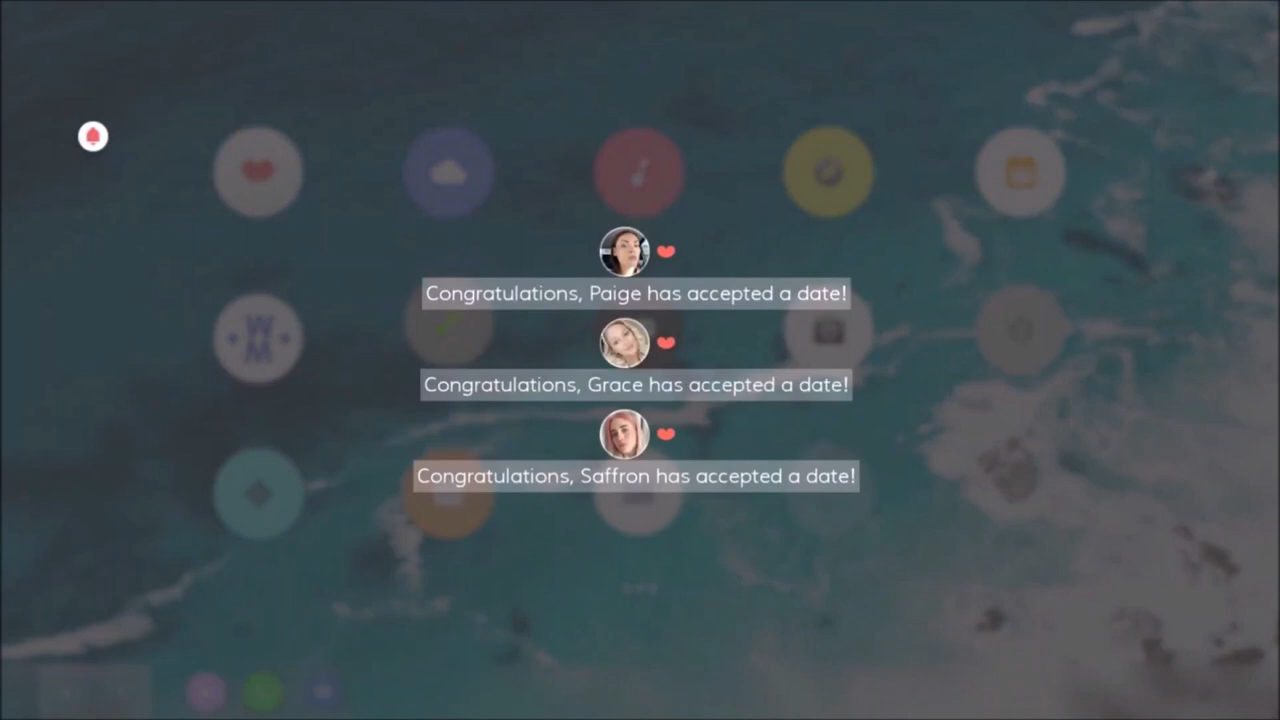 Congratulations, Paige has accepted a date!
W
M
Congratulations, Grace has accepted a date!
Congratulations, Saffron has accepted a date!